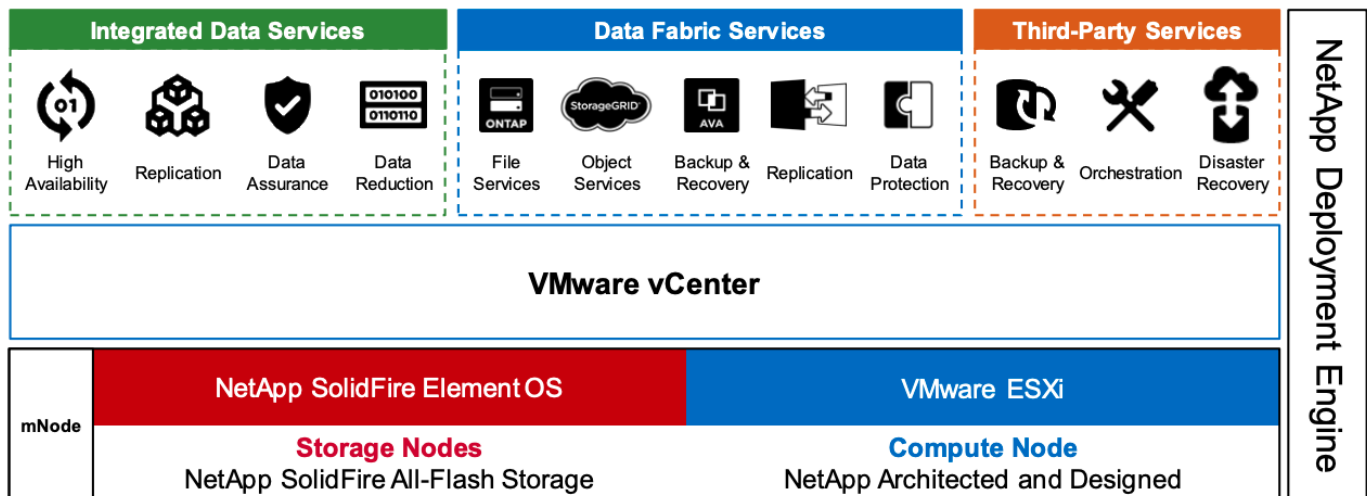 Integrated Data Services
Data Fabric Services
Third-Party Services
01
010100
0110110
ONTAP
StorageGRID
AVA
High
Availability
Replication
Data
Assurance
Data
Reduction
File
Services
Object
Services
Backup &
Recovery
Replication
Data
Protection
Backup &
Recovery
Orchestration
Disaster
Recovery
VMware vCenter
mNode
NetApp SolidFire Element OS
VMware ESXi
Storage Nodes
NetApp SolidFire All-Flash Storage
Compute Node
NetApp Architected and Designed
NetApp Deployment Engine